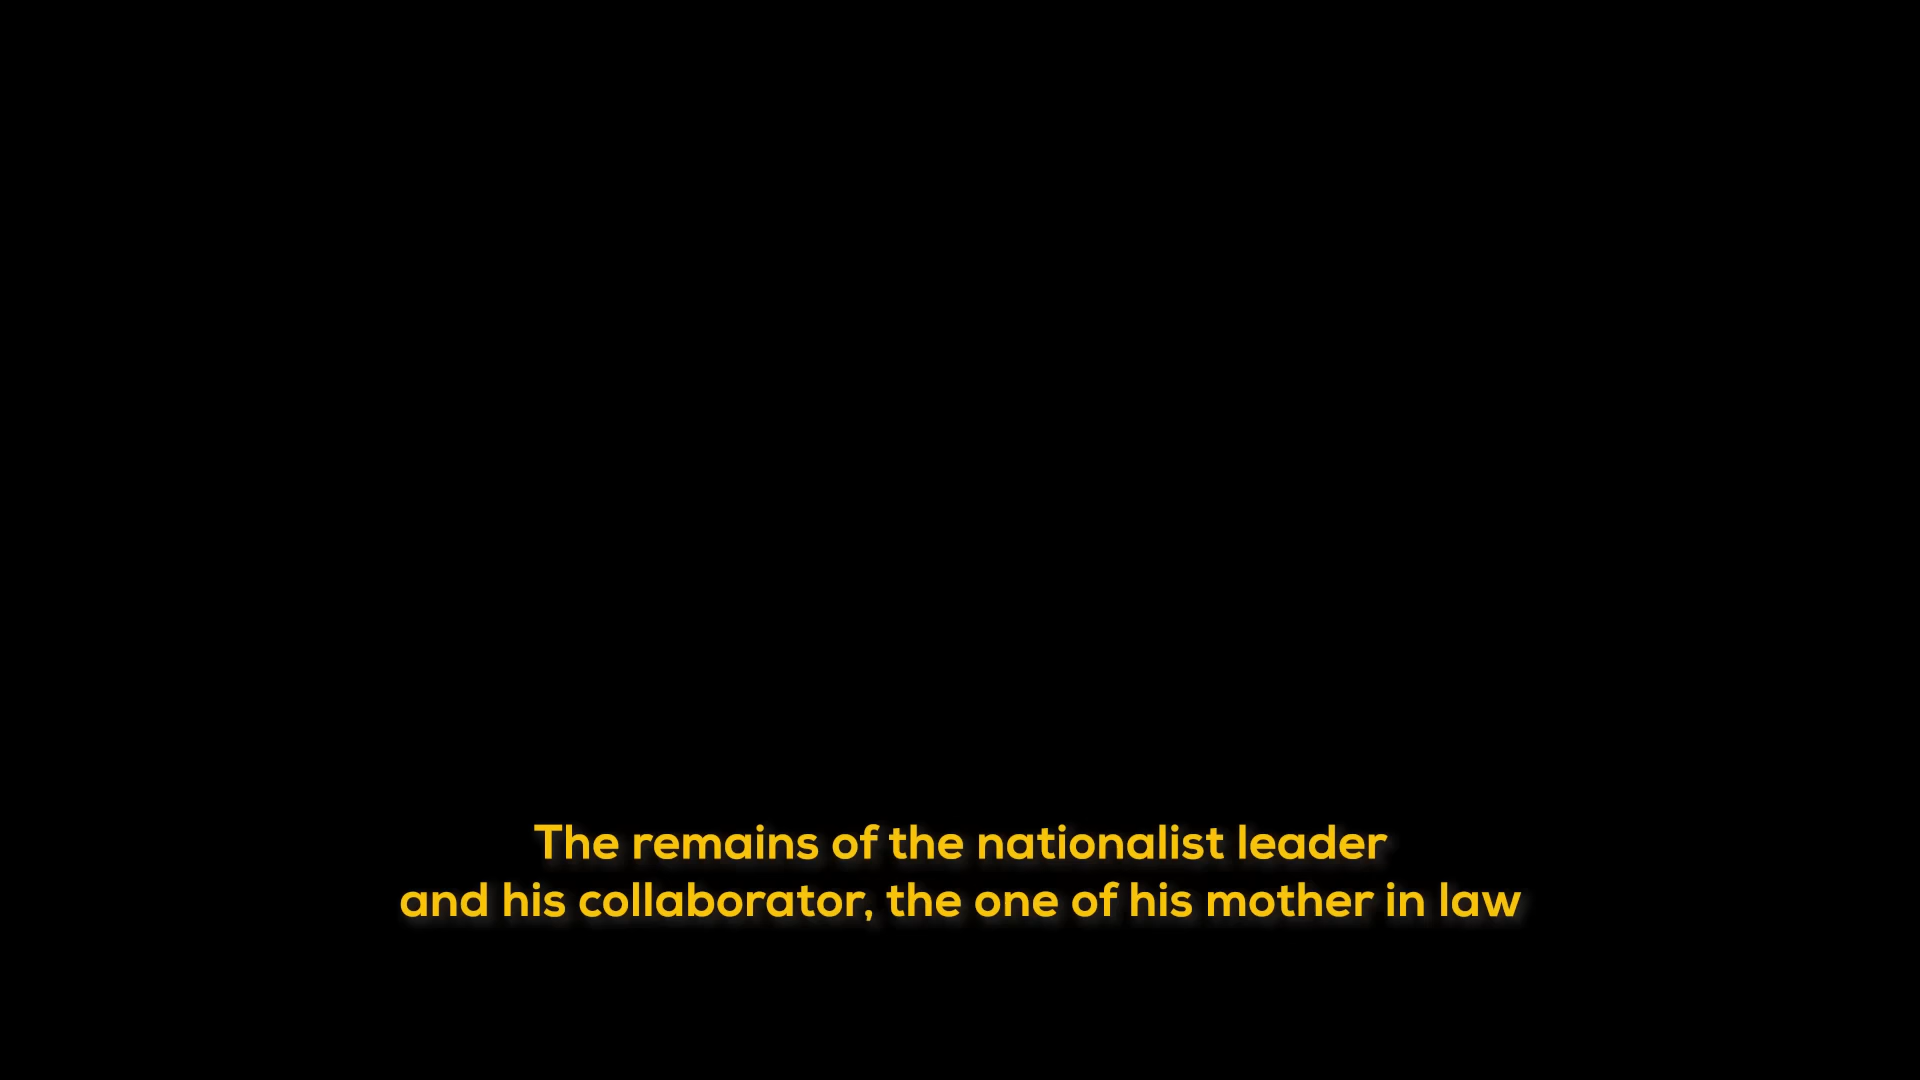 The remains of the nationalist leader
and his collaborator, the one of his mother in law